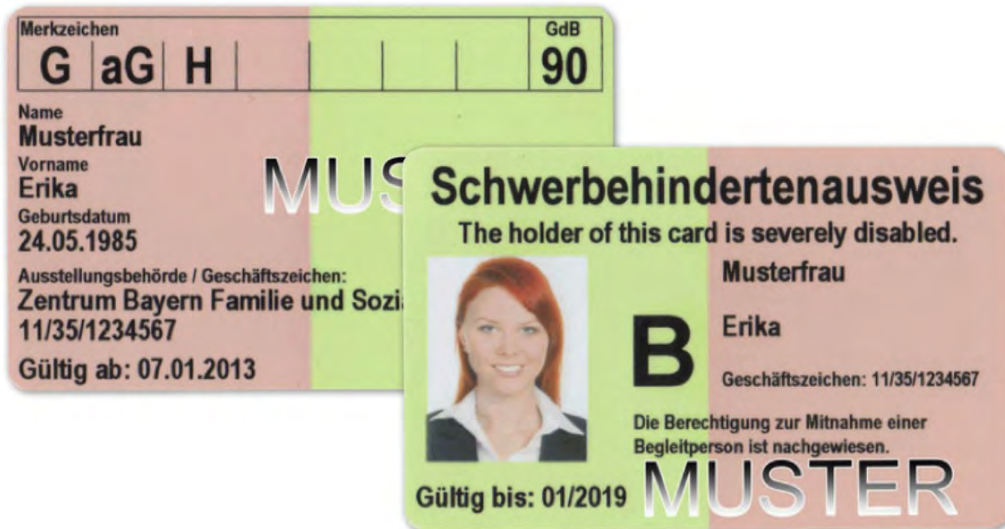 Merkzeichen GdB
G aG H 90
Name
Musterfrau
Vorname
Erika
Geburtsdatum
24.05.1985
Ausstellungsbehörde / Geschäftszeichen:
Zentrum Bayern Familie und Sozi
11/35/1234567
Gültig ab: 07.01.2013
MUS
Schwerbehindertenausweis
The holder of this card is severely disabled.
Musterfrau
Erika
B
Geschäftszeichen: 11/35/1234567
Die Berechtigung zur Mitnahme einer
Begleitperson ist nachgewiesen.
Gültig bis: 01/2019
MUSTER